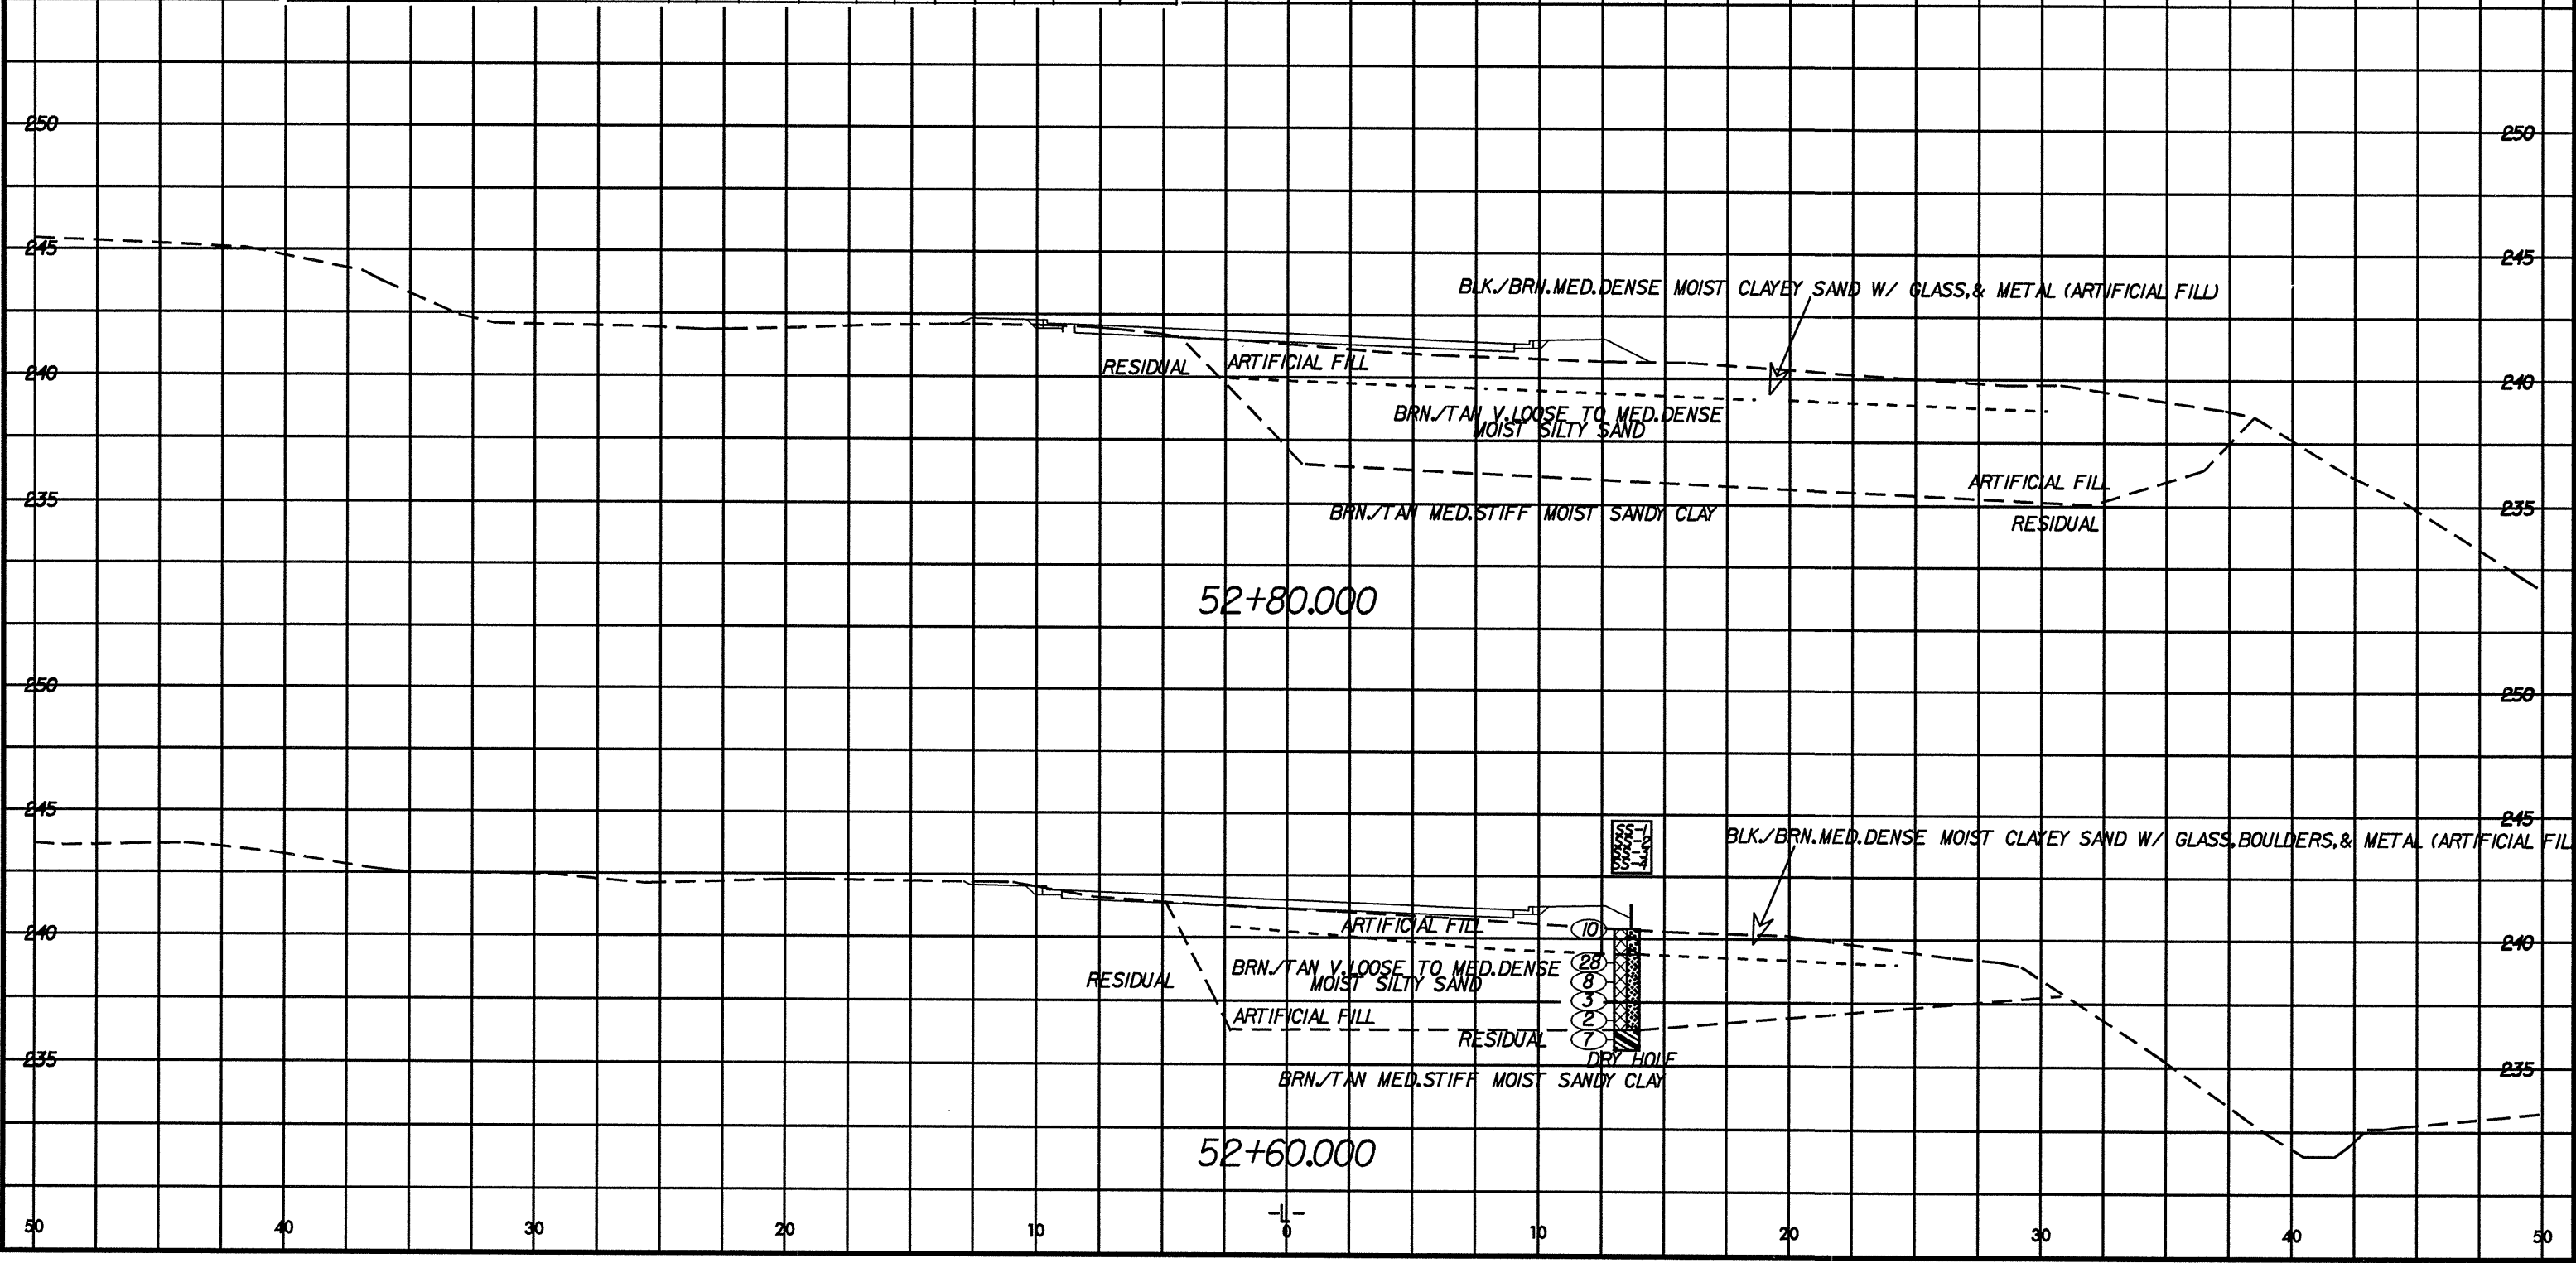 250 250
245 245
BLK./BRN. MED. DENSE MOIST CLAYEY SAND W/ GLASS, & METAL (ARTIFICIAL FILL)
RESIDUAL ARTIFICIAL FILL
240 240
BRN./TAN V. LOOSE TO MED. DENSE
MOIST SILTY SAND
ARTIFICIAL FILL
235 235
BRN./TAN MED. STIFF MOIST SANDY CLAY
RESIDUAL
52+80.000
250 250
245 245
SS-1
SS-2
SS-3
SS-4
BLK./BRN. MED. DENSE MOIST CLAYEY SAND W/ GLASS, BOULDERS, & METAL (ARTIFICIAL FIL
ARTIFICIAL FILL 10
240 240
28
BRN./TAN V. LOOSE TO MED. DENSE
RESIDUAL MOIST SILTY SAND 8
3
ARTIFICIAL FILL 2
RESIDUAL 7
235 DRY HOLE 235
BRN./TAN MED. STIFF MOIST SANDY CLAY
52+60.000
-L-
50 40 30 20 10 0 10 20 30 40 50